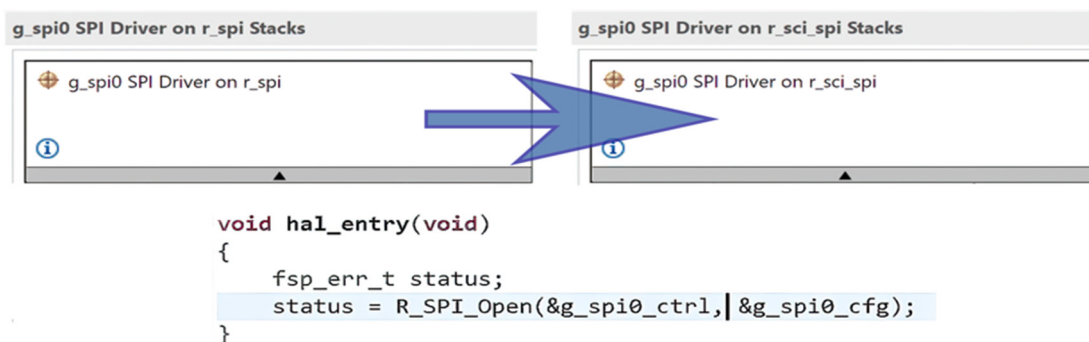 g_spi0 SPI Driver on r_spi Stacks
g_spi0 SPI Driver on r_spi
g_spi0 SPI Driver on r_sci_spi Stacks
g_spi0 SPI Driver on r_sci_spi
void hal_entry(void)
{
    fsp_err_t status;
    status = R_SPI_Open(&g_spi0_ctrl, &g_spi0_cfg);
}